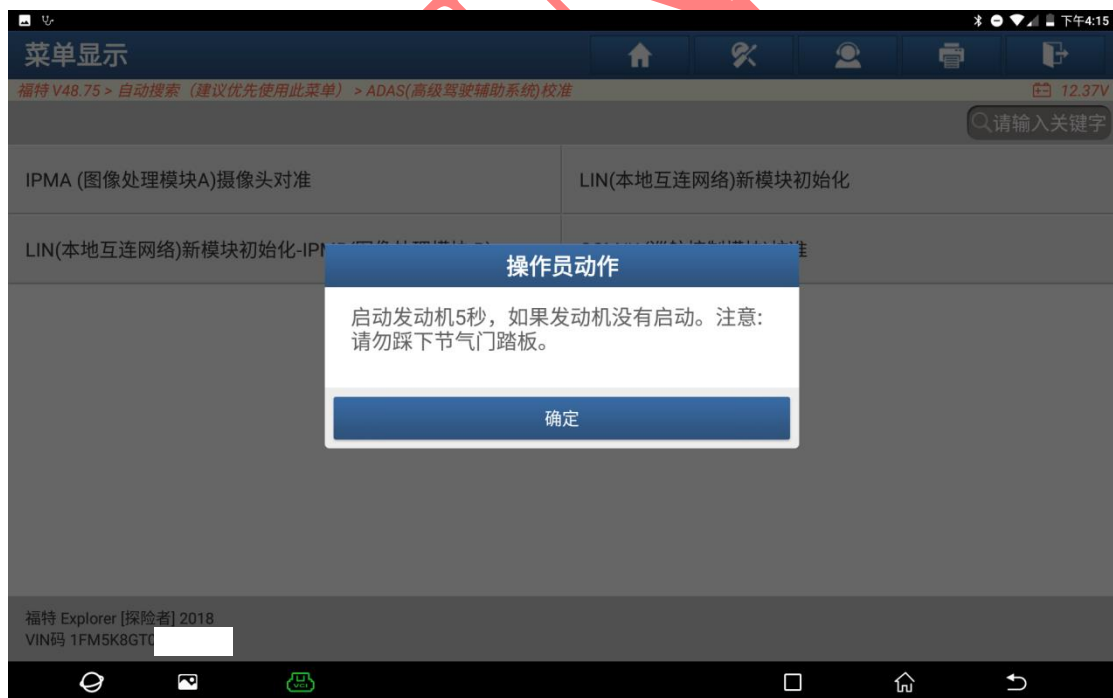 下午4:15
菜单显示
福特 V48.75 > 自动搜索（建议优先使用此菜单）> ADAS(高级驾驶辅助系统)校准
12.37V
请输入关键字
IPMA (图像处理模块A)摄像头对准
LIN(本地互连网络)新模块初始化
LIN(本地互连网络)新模块初始化-IP
操作员动作
启动发动机5秒，如果发动机没有启动。注意:
请勿踩下节气门踏板。
确定
福特 Explorer [探险者] 2018
VIN码 1FM5K8GT
VCI